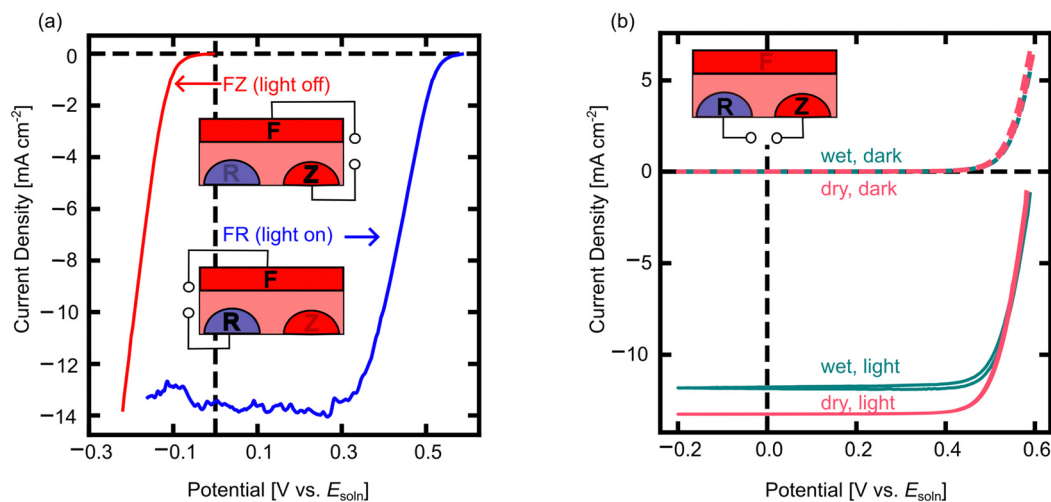 (a)
0
−2
−4
−6
−8
−10
−12
−14
Current Density [mA cm⁻²]
FZ (light off)
F
R
Z
FR (light on)
F
R
Z
−0.3
−0.1
0.1
0.3
0.5
Potential [V vs. Esoln]
(b)
5
0
−5
−10
Current Density [mA cm⁻²]
F
R
Z
wet, dark
dry, dark
wet, light
dry, light
−0.2
0.0
0.2
0.4
0.6
Potential [V vs. Esoln]